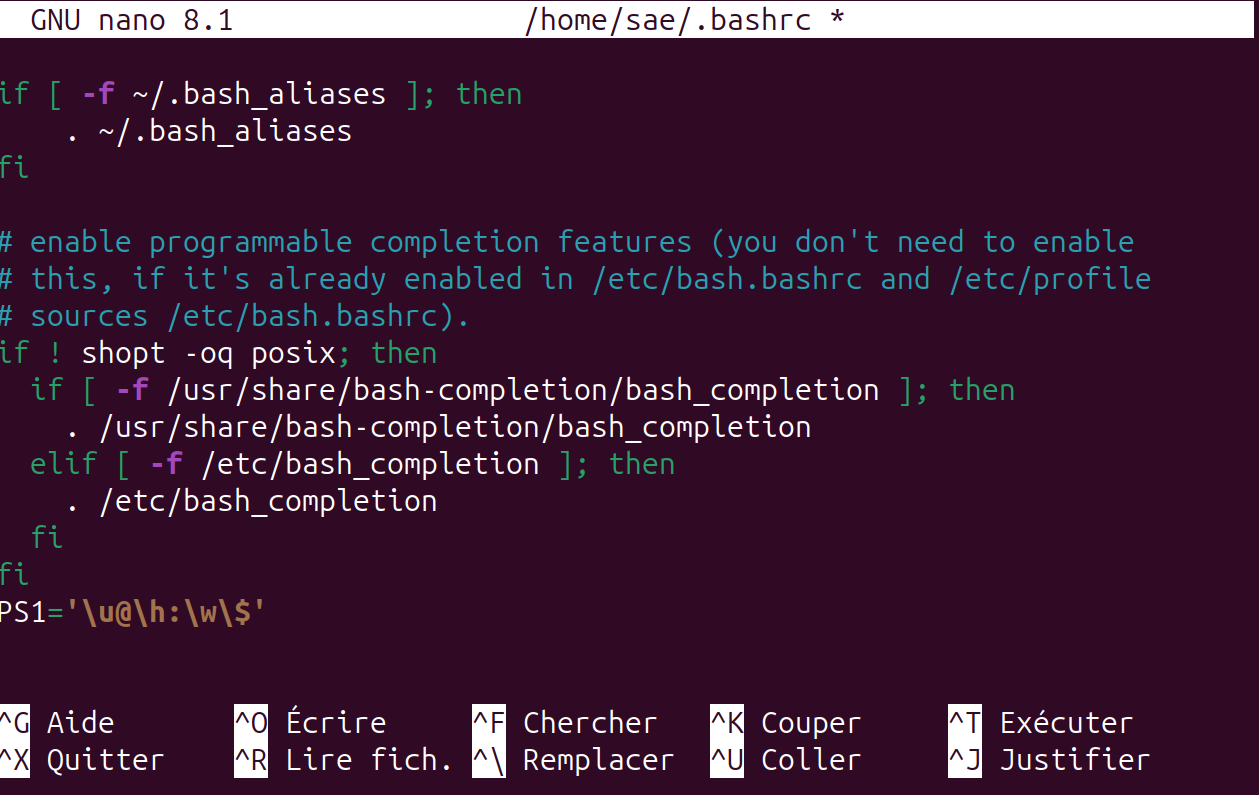 GNU nano 8.1 /home/sae/.bashrc *
if [ -f ~/.bash_aliases ]; then
    . ~/.bash_aliases
fi
# enable programmable completion features (you don't need to enable
# this, if it's already enabled in /etc/bash.bashrc and /etc/profile
# sources /etc/bash.bashrc).
if ! shopt -oq posix; then
  if [ -f /usr/share/bash-completion/bash_completion ]; then
    . /usr/share/bash-completion/bash_completion
  elif [ -f /etc/bash_completion ]; then
    . /etc/bash_completion
  fi
fi
PS1='\u@\h:\w\$'
^G Aide ^O Écrire ^F Chercher ^K Couper ^T Exécuter
^X Quitter ^R Lire fich. ^\ Remplacer ^U Coller ^J Justifier